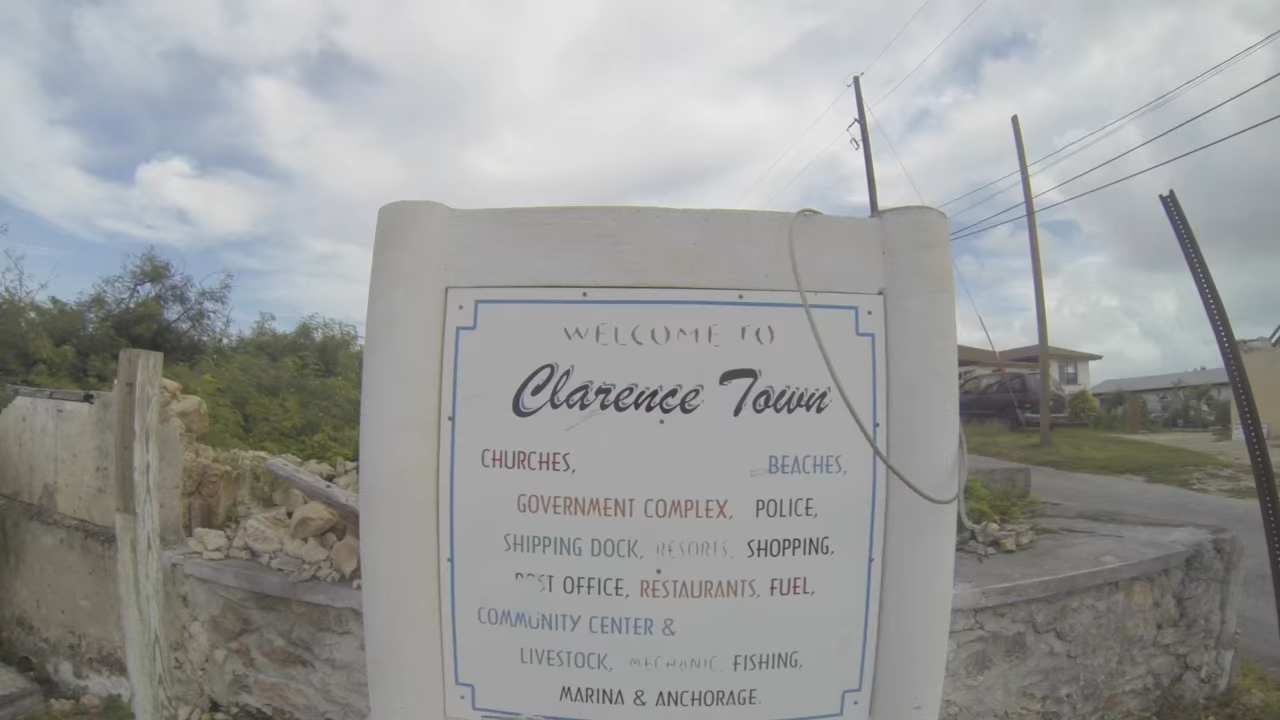 WELCOME TO
Clarence Town
CHURCHES, BEACHES,
GOVERNMENT COMPLEX, POLICE,
SHIPPING DOCK, RESORTS, SHOPPING,
POST OFFICE, RESTAURANTS, FUEL,
COMMUNITY CENTER &
LIVESTOCK, MECHANIC, FISHING,
MARINA & ANCHORAGE.